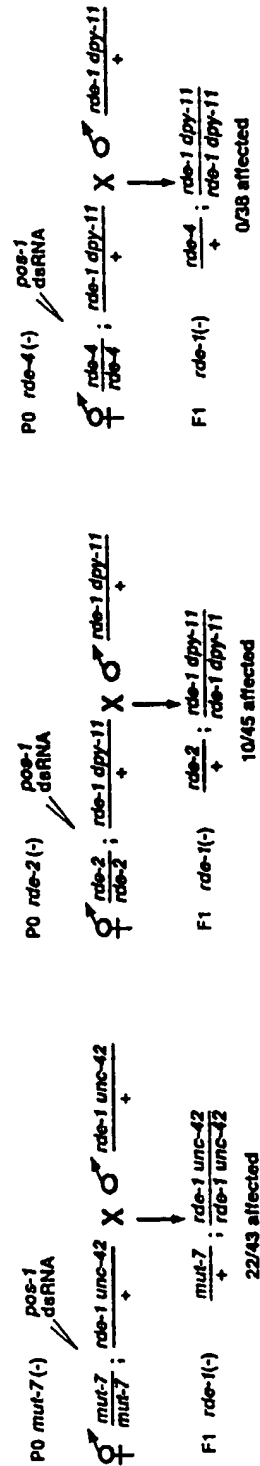 P0 mut-7(-) pos-1 dsRNA
mut-7 / mut-7 ; rde-1 unc-42 / + X rde-1 unc-42 / +
F1 rde-1(-) mut-7 / + ; rde-1 unc-42 / rde-1 unc-42
22/43 affected
P0 rde-2(-) pos-1 dsRNA
rde-2 / rde-2 ; rde-1 dpy-11 / + X rde-1 dpy-11 / +
F1 rde-1(-) rde-2 / + ; rde-1 dpy-11 / rde-1 dpy-11
10/45 affected
P0 rde-4(-) pos-1 dsRNA
rde-4 / rde-4 ; rde-1 dpy-11 / + X rde-1 dpy-11 / +
F1 rde-1(-) rde-4 / + ; rde-1 dpy-11 / rde-1 dpy-11
0/38 affected